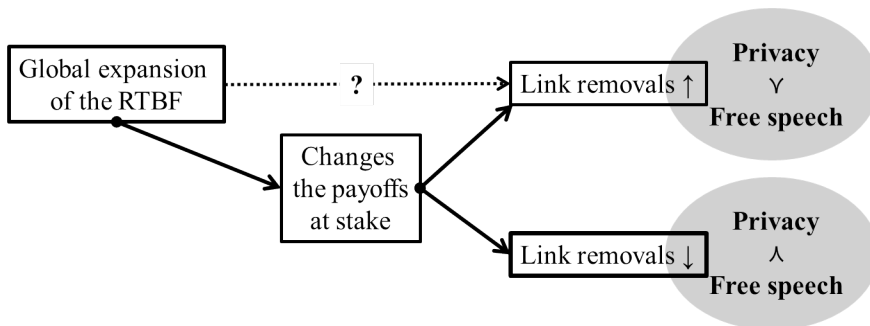 Global expansion
of the RTBF
?
Link removals ↑
Privacy
⋎
Free speech
Changes
the payoffs
at stake
Link removals ↓
Privacy
⋏
Free speech